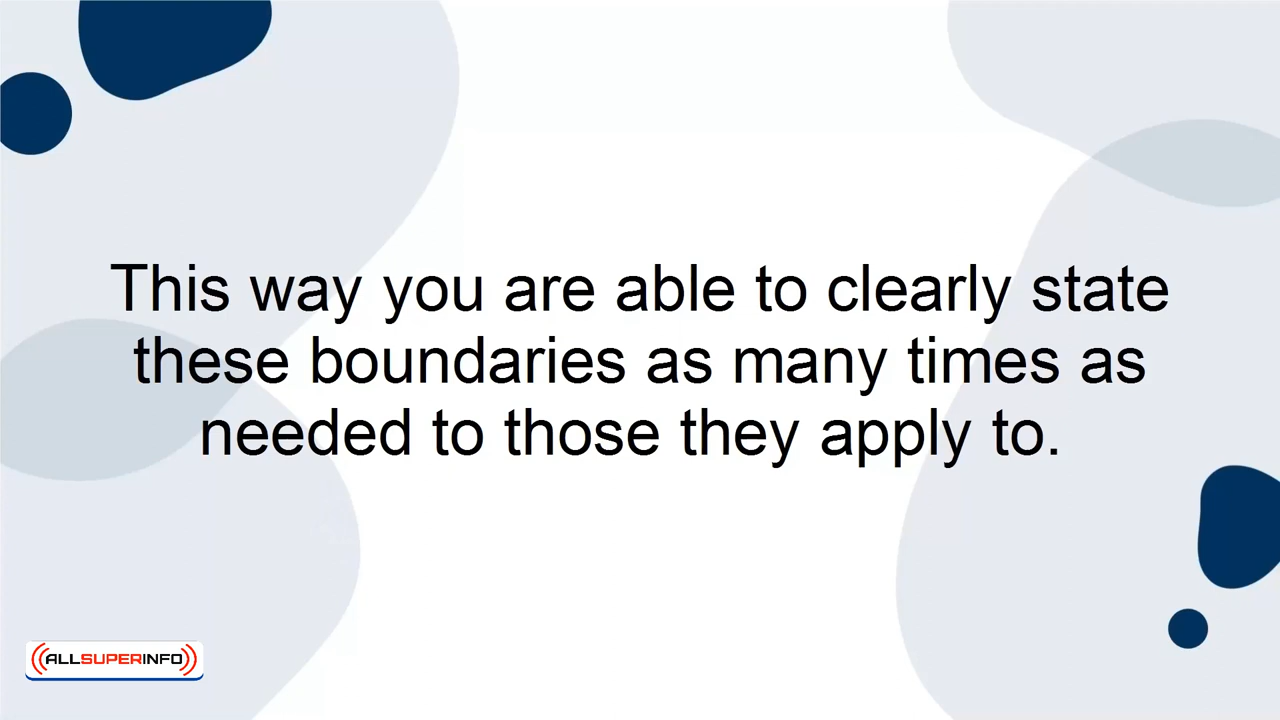 This way you are able to clearly state
these boundaries as many times as
needed to those they apply to.
ALLSUPERINFO